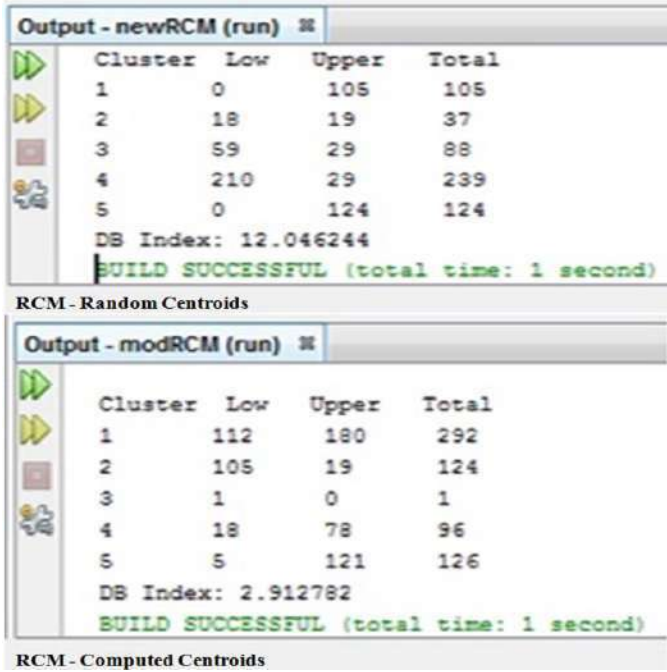 Output - newRCM (run)
Cluster Low Upper Total
1 0 105 105
2 18 19 37
3 59 29 88
4 210 29 239
5 0 124 124
DB Index: 12.046244
BUILD SUCCESSFUL (total time: 1 second)
RCM - Random Centroids
Output - modRCM (run)
Cluster Low Upper Total
1 112 180 292
2 105 19 124
3 1 0 1
4 18 78 96
5 5 121 126
DB Index: 2.912782
BUILD SUCCESSFUL (total time: 1 second)
RCM - Computed Centroids